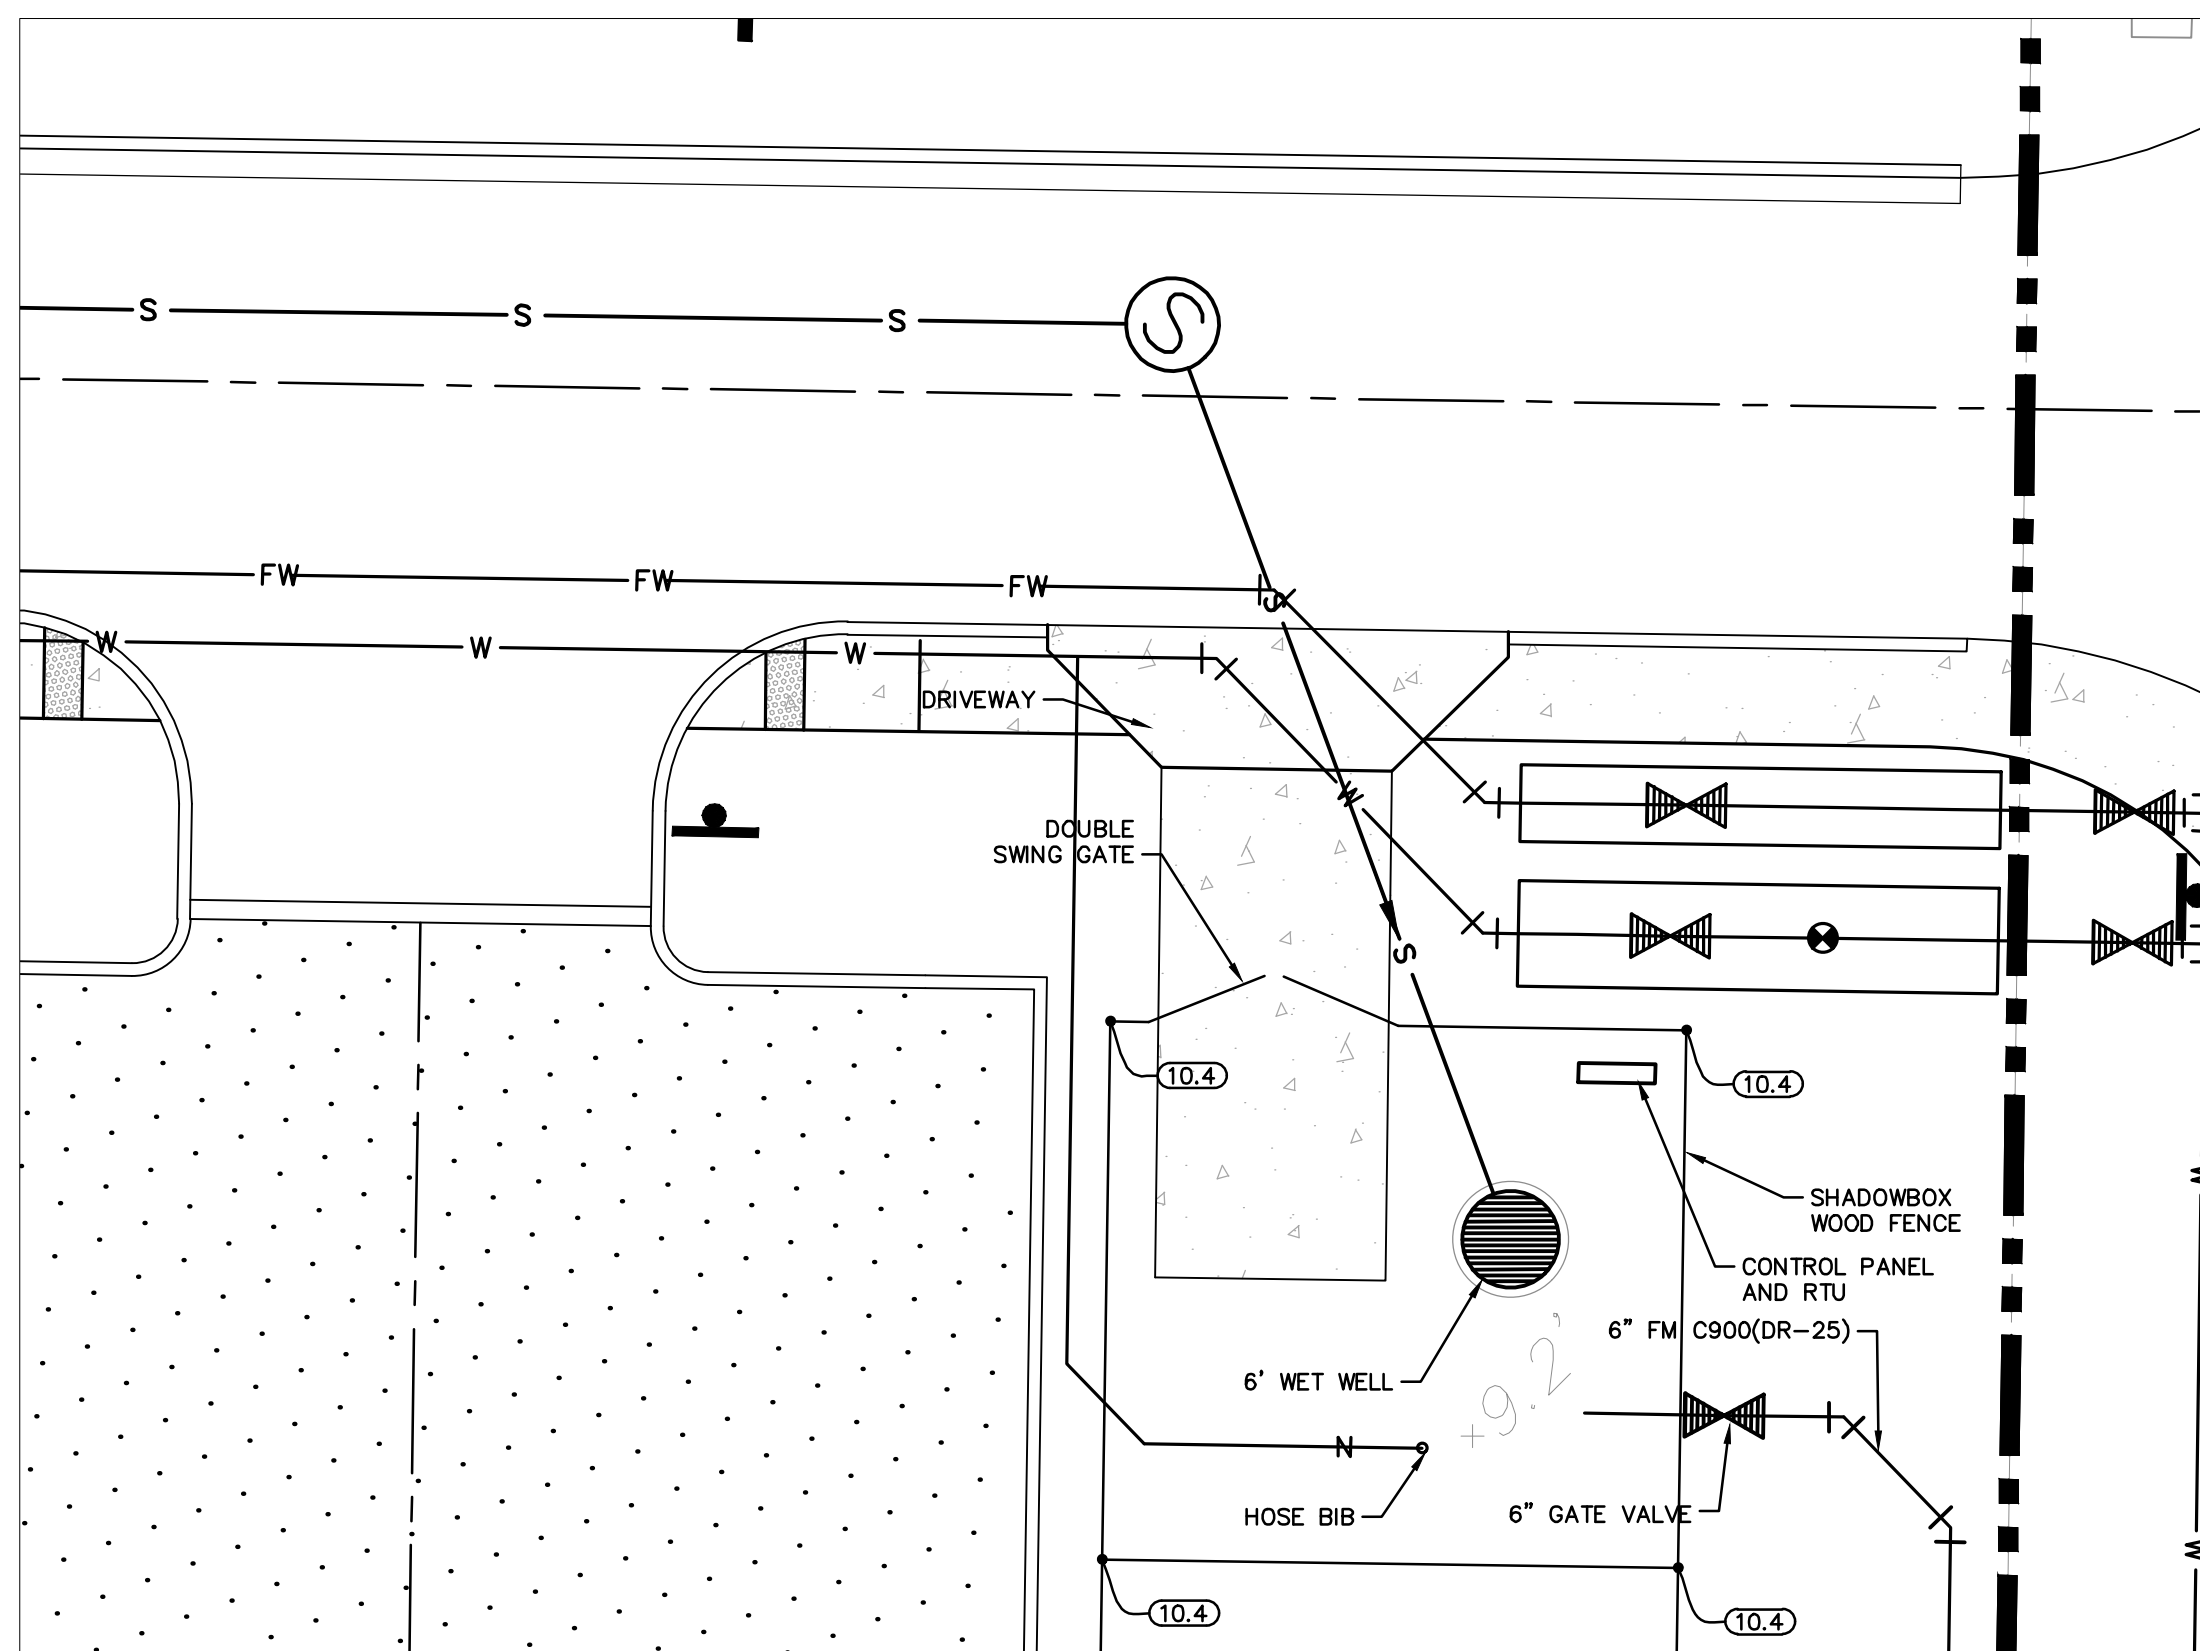 S
S
S
S
FW
FW
FW
S
W
W
W
DRIVEWAY
W
DOUBLE
SWING GATE
S
10.4
10.4
SHADOWBOX
WOOD FENCE
CONTROL PANEL
AND RTU
6" FM C900(DR-25)
6' WET WELL
+9.2'
W
W
HOSE BIB
6" GATE VALVE
W
10.4
10.4